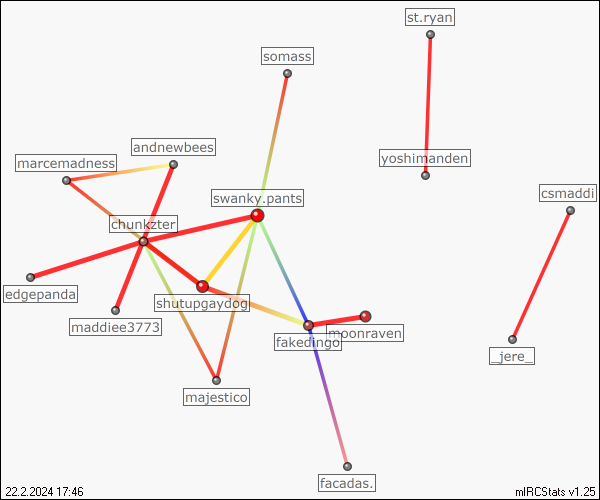 st.ryan
somass
andnewbees
marcemadness
yoshimanden
csmaddi
swanky.pants
chunkzter
edgepanda
shutupgaydog
maddiee3773
moonraven
fakedingo
_jere_
majestico
facadas.
22.2.2024 17:46
mIRCStats v1.25